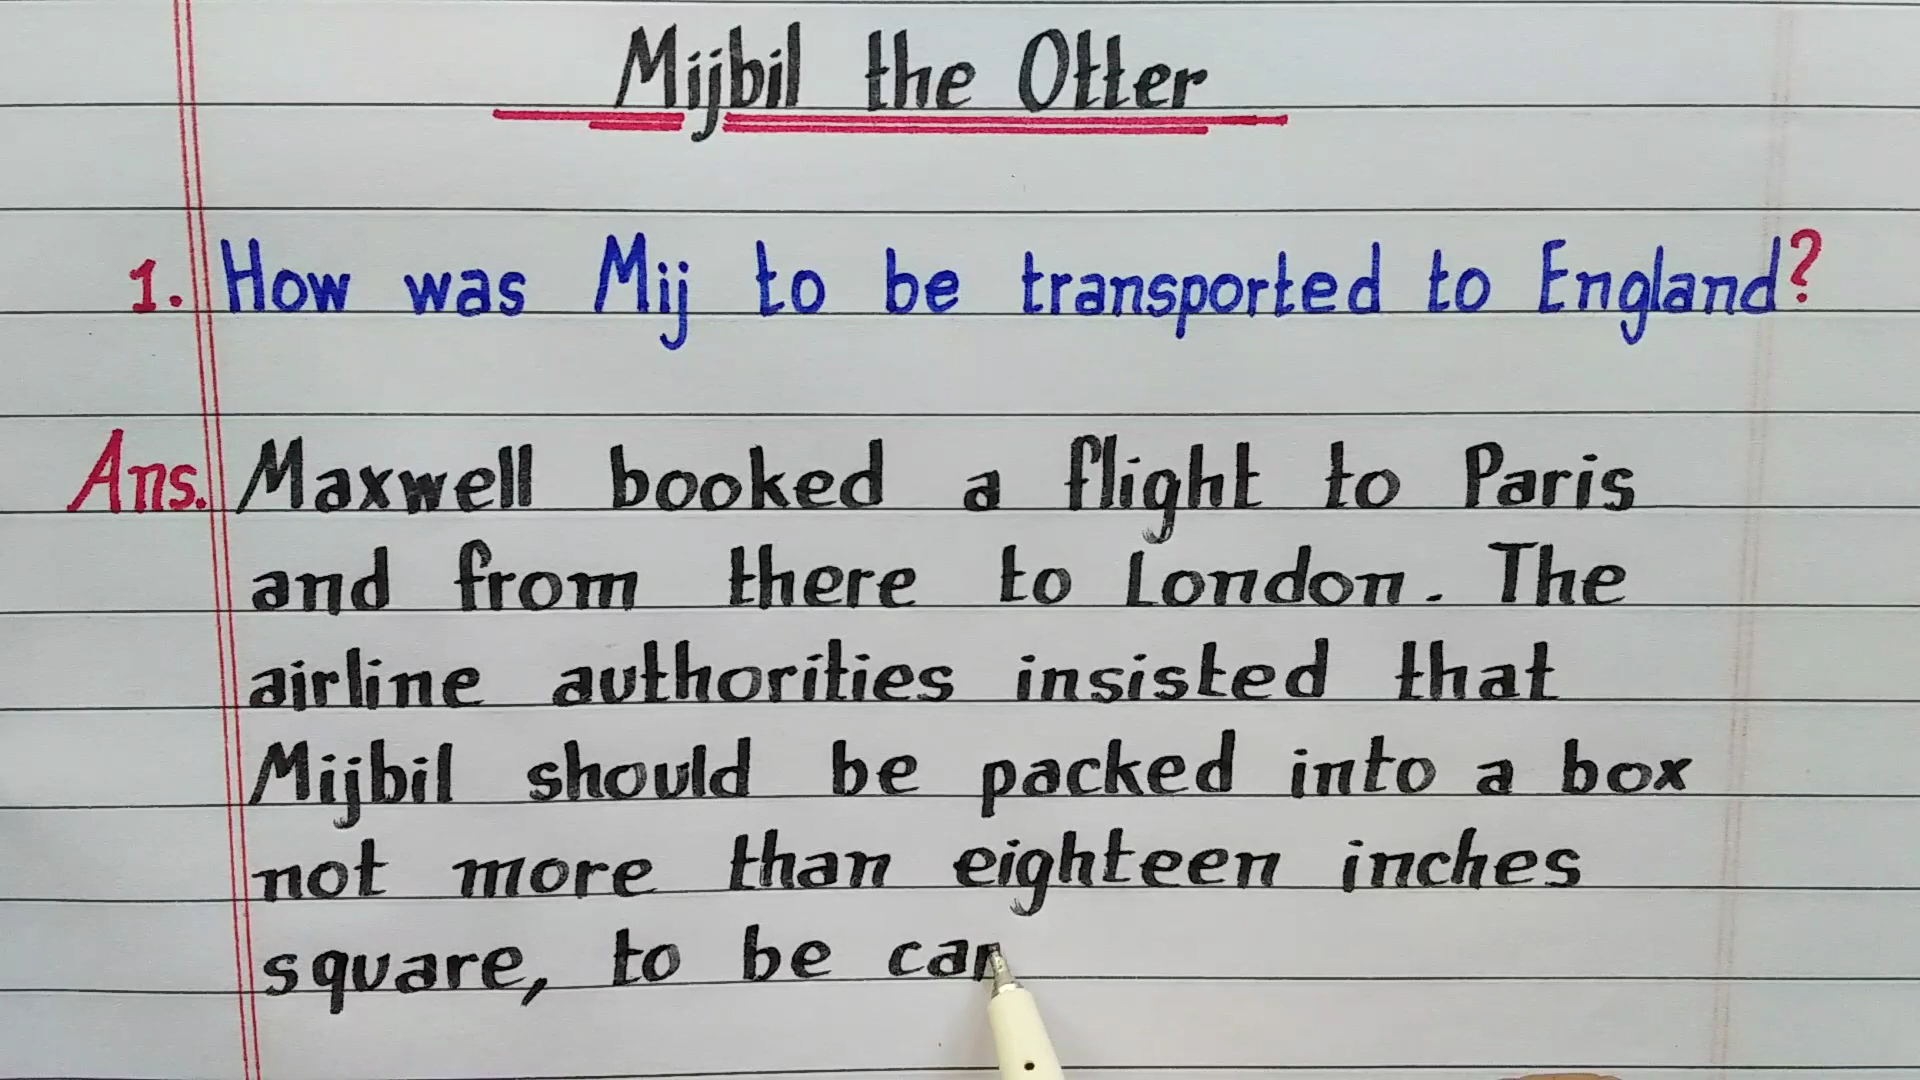 Mijbil the Otter
1. How was Mij to be transported to England?
Ans. Maxwell booked a flight to Paris
and from there to London. The
airline authorities insisted that
Mijbil should be packed into a box
not more than eighteen inches
square, to be car